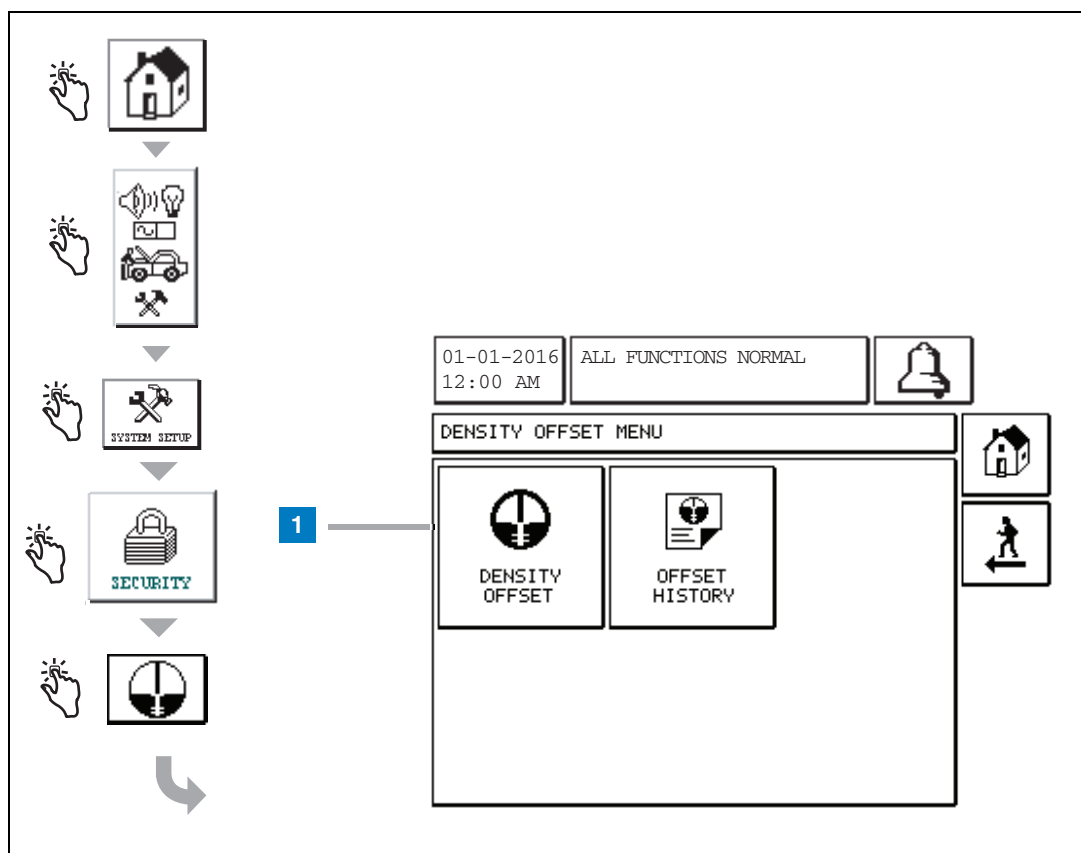 SYSTEM SETUP
SECURITY
1
01-01-2016
12:00 AM
ALL FUNCTIONS NORMAL
DENSITY OFFSET MENU
DENSITY
OFFSET
OFFSET
HISTORY